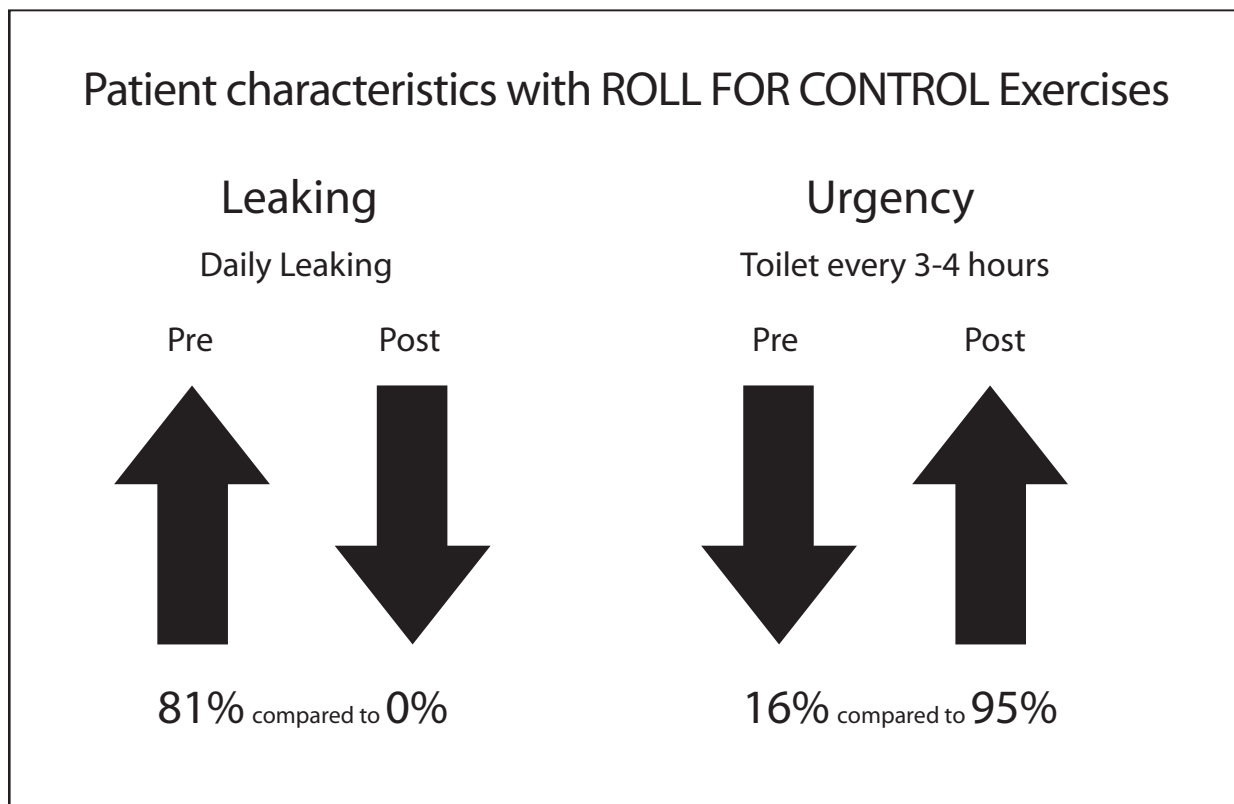 Patient characteristics with ROLL FOR CONTROL Exercises
Leaking
Daily Leaking
Pre Post
81% compared to 0%
Urgency
Toilet every 3-4 hours
Pre Post
16% compared to 95%